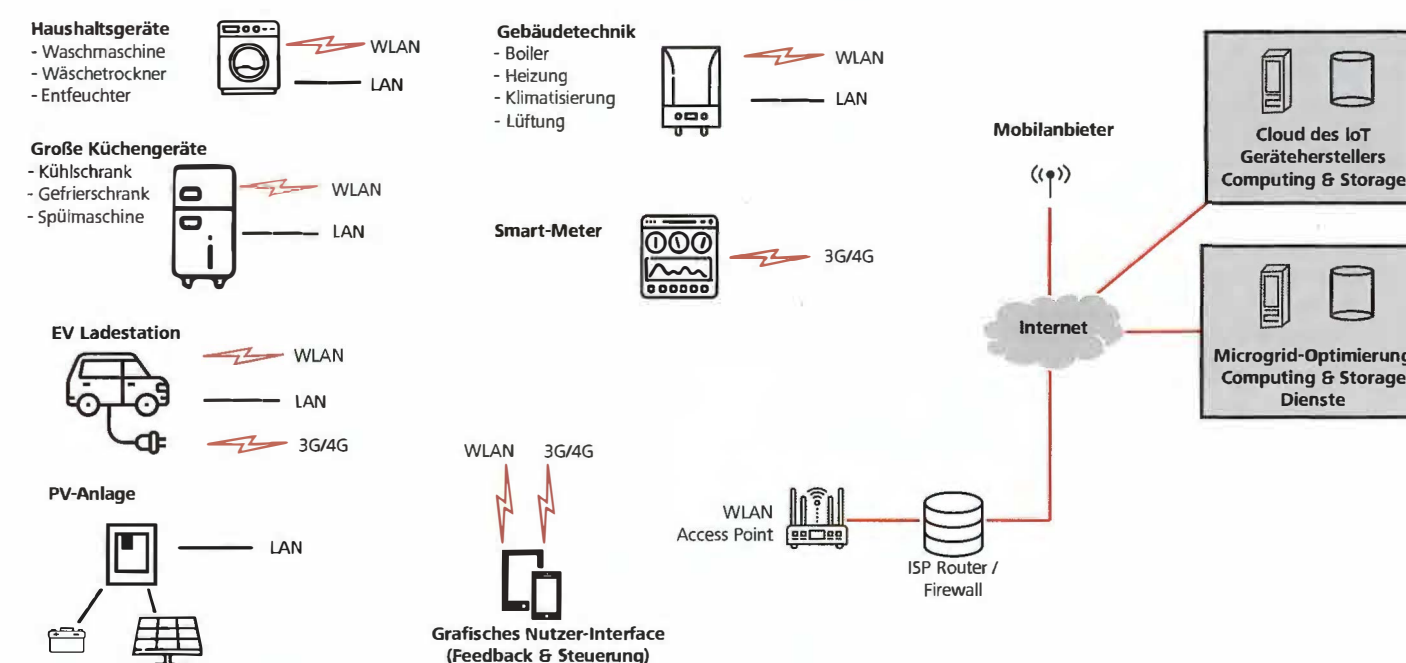 Haushaltsgeräte
- Waschmaschine
- Wäschetrockner
- Entfeuchter
WLAN
LAN
Gebäudetechnik
- Boiler
- Heizung
- Klimatisierung
- Lüftung
WLAN
LAN
Große Küchengeräte
- Kühlschrank
- Gefrierschrank
- Spülmaschine
WLAN
LAN
Smart-Meter
3G/4G
Mobilanbieter
Internet
Cloud des IoT
Geräteherstellers
Computing & Storage
Microgrid-Optimierung
Computing & Storage
Dienste
EV Ladestation
WLAN
LAN
3G/4G
PV-Anlage
LAN
WLAN 3G/4G
Grafisches Nutzer-Interface
(Feedback & Steuerung)
WLAN
Access Point
ISP Router /
Firewall